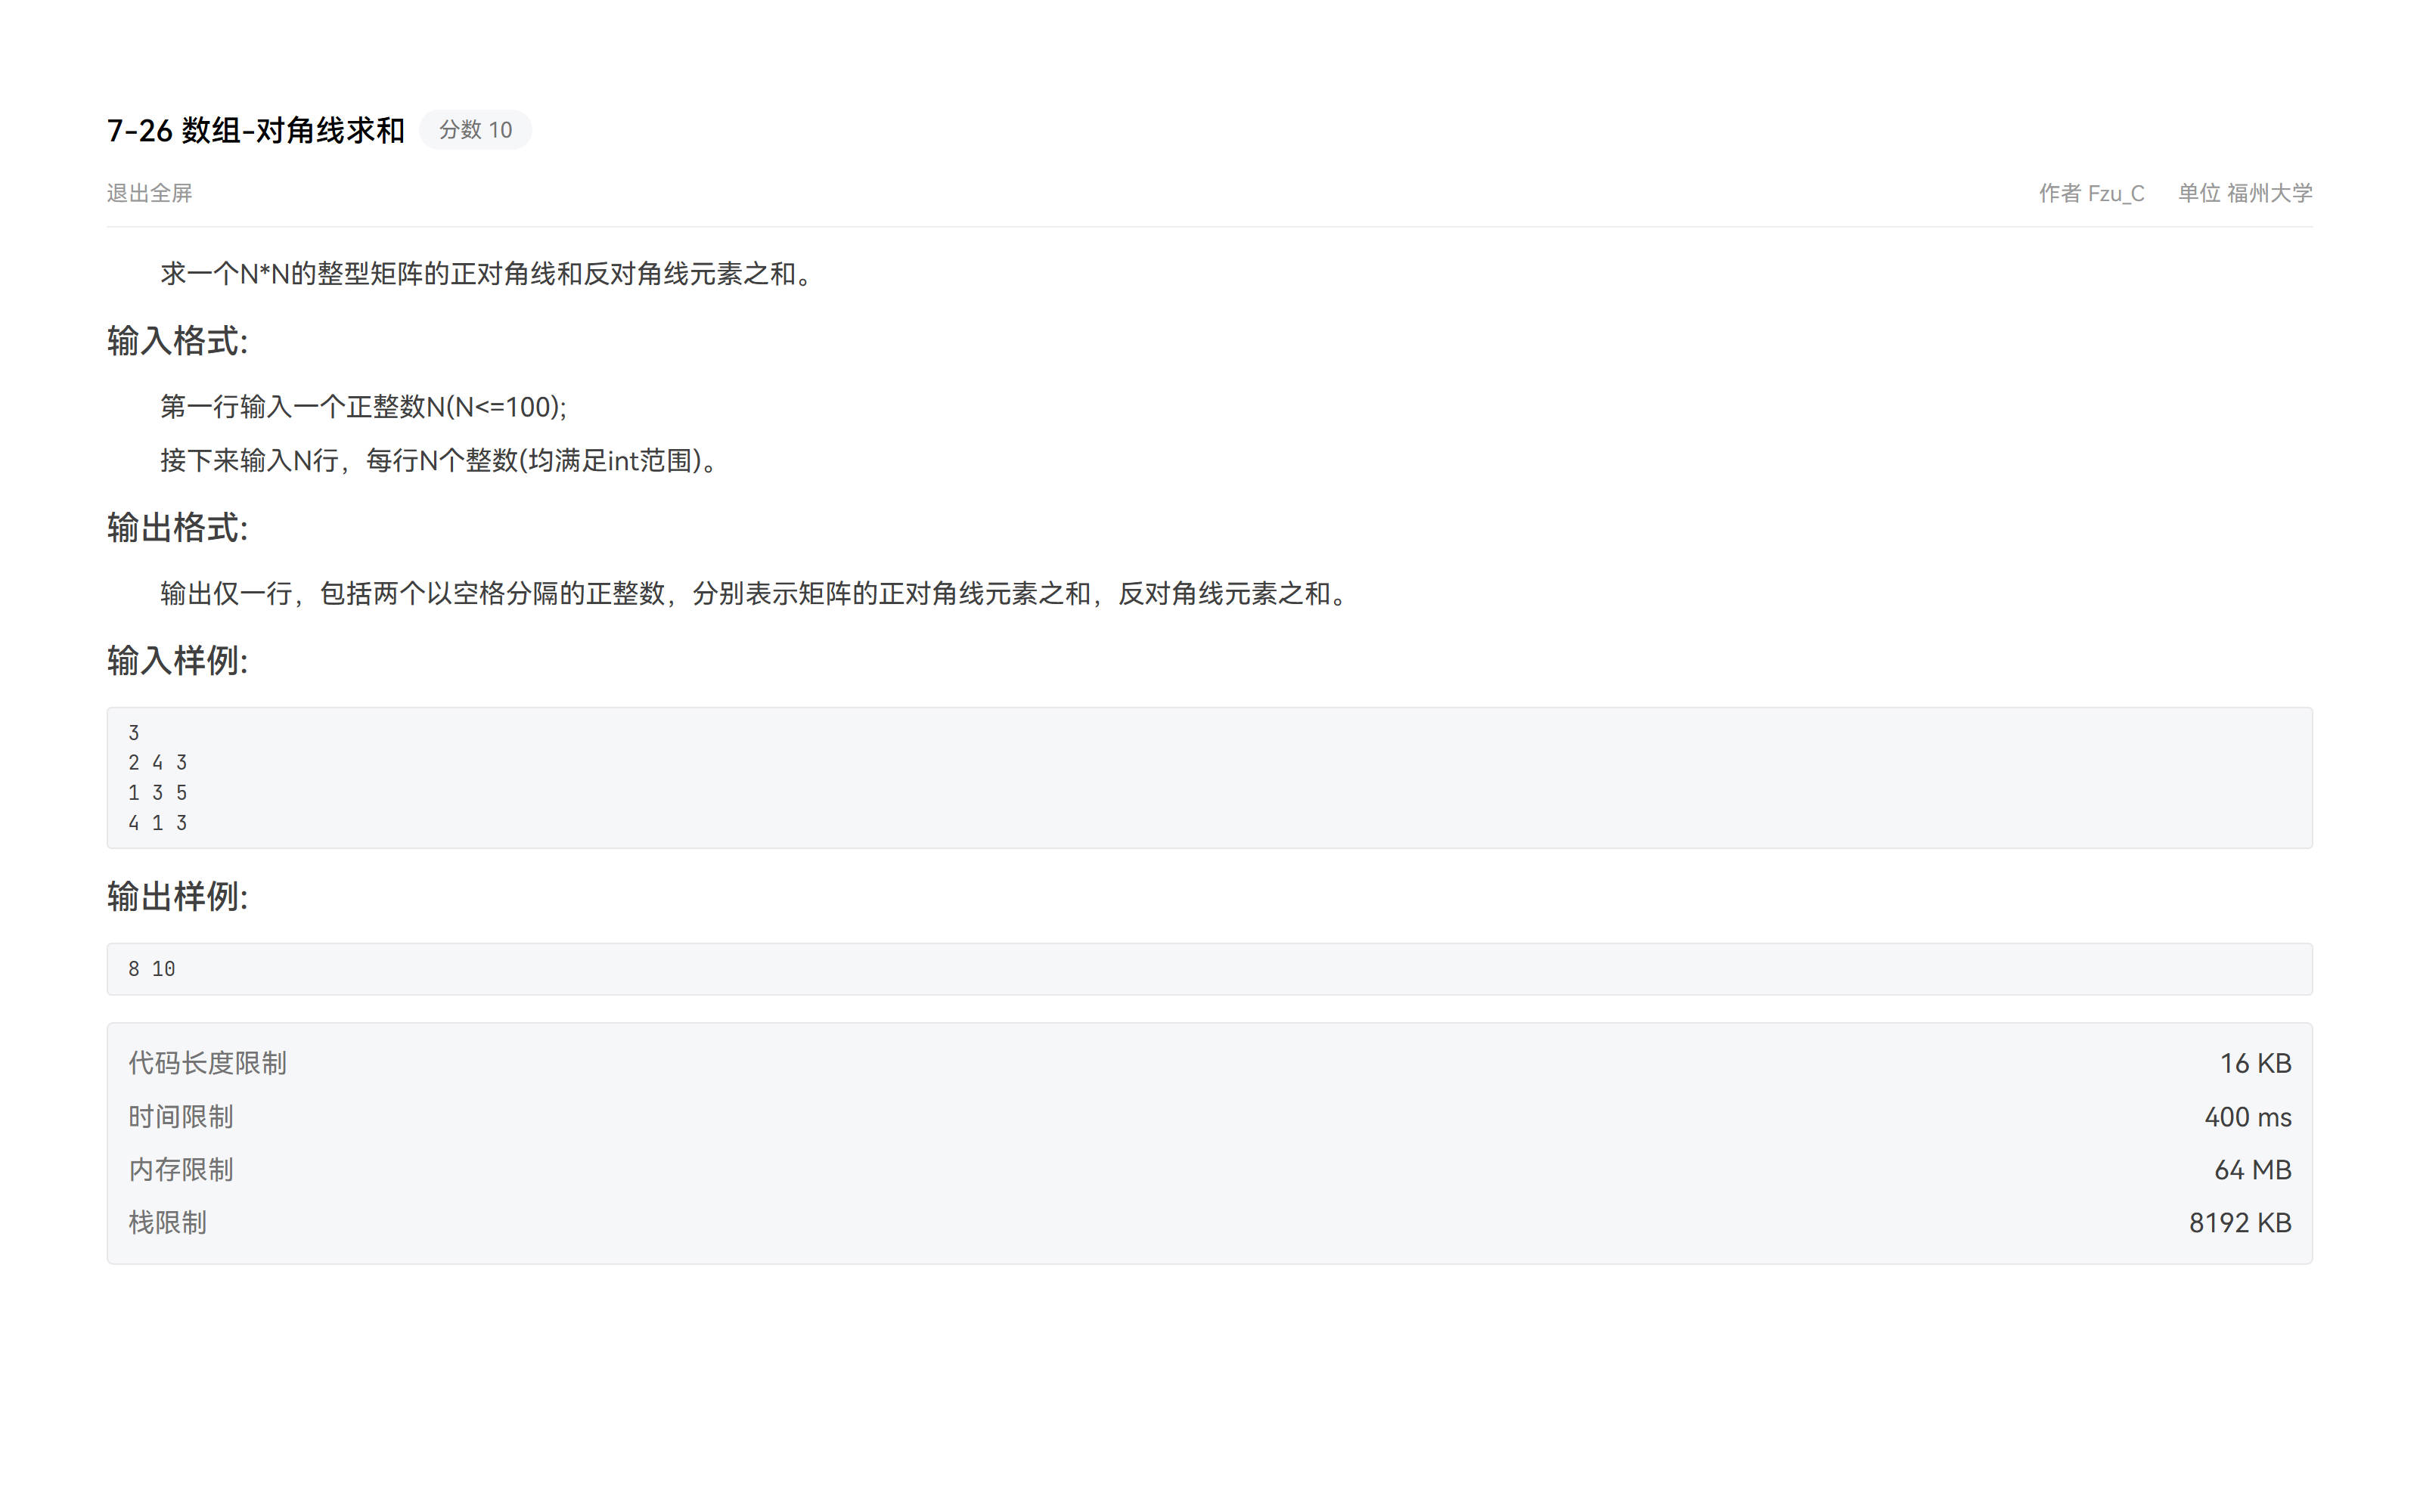 7-26 数组-对角线求和 分数 10
退出全屏 作者 Fzu_C 单位 福州大学
求一个N*N的整型矩阵的正对角线和反对角线元素之和。
输入格式:
第一行输入一个正整数N(N<=100);
接下来输入N行，每行N个整数(均满足int范围)。
输出格式:
输出仅一行，包括两个以空格分隔的正整数，分别表示矩阵的正对角线元素之和，反对角线元素之和。
输入样例:
3
2 4 3
1 3 5
4 1 3
输出样例:
8 10
代码长度限制 16 KB
时间限制 400 ms
内存限制 64 MB
栈限制 8192 KB